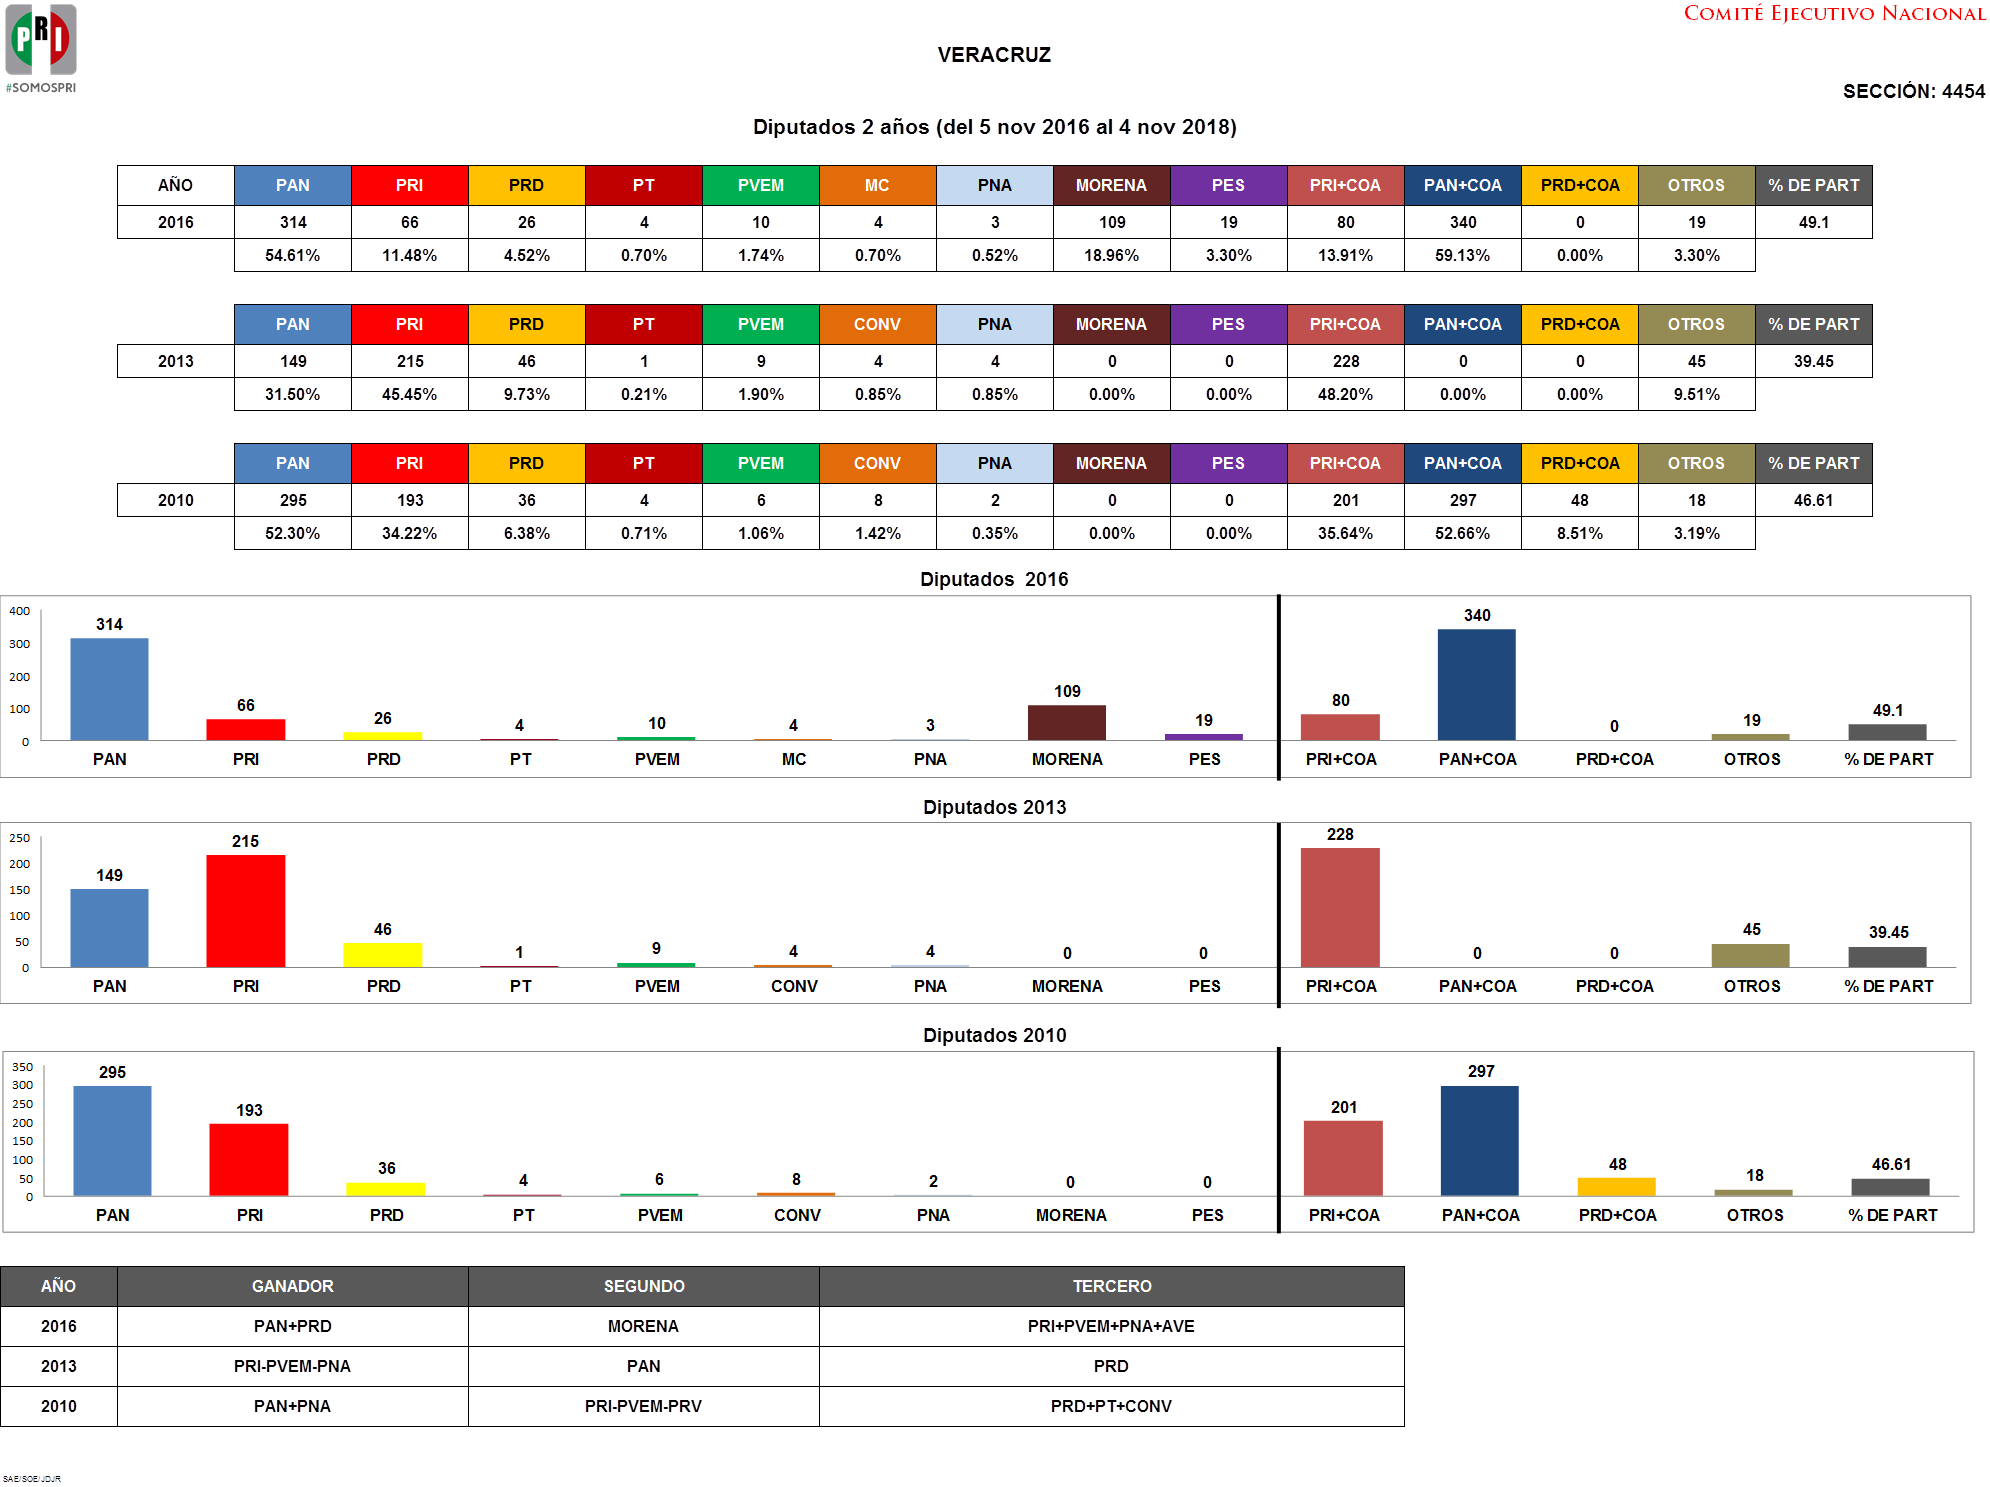 COMITÉ EJECUTIVO NACIONAL
PRI
#SOMOSPRI
VERACRUZ
SECCIÓN: 4454
Diputados 2 años (del 5 nov 2016 al 4 nov 2018)
AÑO PAN PRI PRD PT PVEM MC PNA MORENA PES PRI+COA PAN+COA PRD+COA OTROS % DE PART
2016 314 66 26 4 10 4 3 109 19 80 340 0 19 49.1
54.61% 11.48% 4.52% 0.70% 1.74% 0.70% 0.52% 18.96% 3.30% 13.91% 59.13% 0.00% 3.30%
PAN PRI PRD PT PVEM CONV PNA MORENA PES PRI+COA PAN+COA PRD+COA OTROS % DE PART
2013 149 215 46 1 9 4 4 0 0 228 0 0 45 39.45
31.50% 45.45% 9.73% 0.21% 1.90% 0.85% 0.85% 0.00% 0.00% 48.20% 0.00% 0.00% 9.51%
PAN PRI PRD PT PVEM CONV PNA MORENA PES PRI+COA PAN+COA PRD+COA OTROS % DE PART
2010 295 193 36 4 6 8 2 0 0 201 297 48 18 46.61
52.30% 34.22% 6.38% 0.71% 1.06% 1.42% 0.35% 0.00% 0.00% 35.64% 52.66% 8.51% 3.19%
Diputados 2016
400
300
200
100
0
314 66 26 4 10 4 3 109 19 80 340 0 19 49.1
PAN PRI PRD PT PVEM MC PNA MORENA PES PRI+COA PAN+COA PRD+COA OTROS % DE PART
Diputados 2013
250
200
150
100
50
0
149 215 46 1 9 4 4 0 0 228 0 0 45 39.45
PAN PRI PRD PT PVEM CONV PNA MORENA PES PRI+COA PAN+COA PRD+COA OTROS % DE PART
Diputados 2010
350
300
250
200
150
100
50
0
295 193 36 4 6 8 2 0 0 201 297 48 18 46.61
PAN PRI PRD PT PVEM CONV PNA MORENA PES PRI+COA PAN+COA PRD+COA OTROS % DE PART
AÑO GANADOR SEGUNDO TERCERO
2016 PAN+PRD MORENA PRI+PVEM+PNA+AVE
2013 PRI-PVEM-PNA PAN PRD
2010 PAN+PNA PRI-PVEM-PRV PRD+PT+CONV
SAE/SOE/JDJR